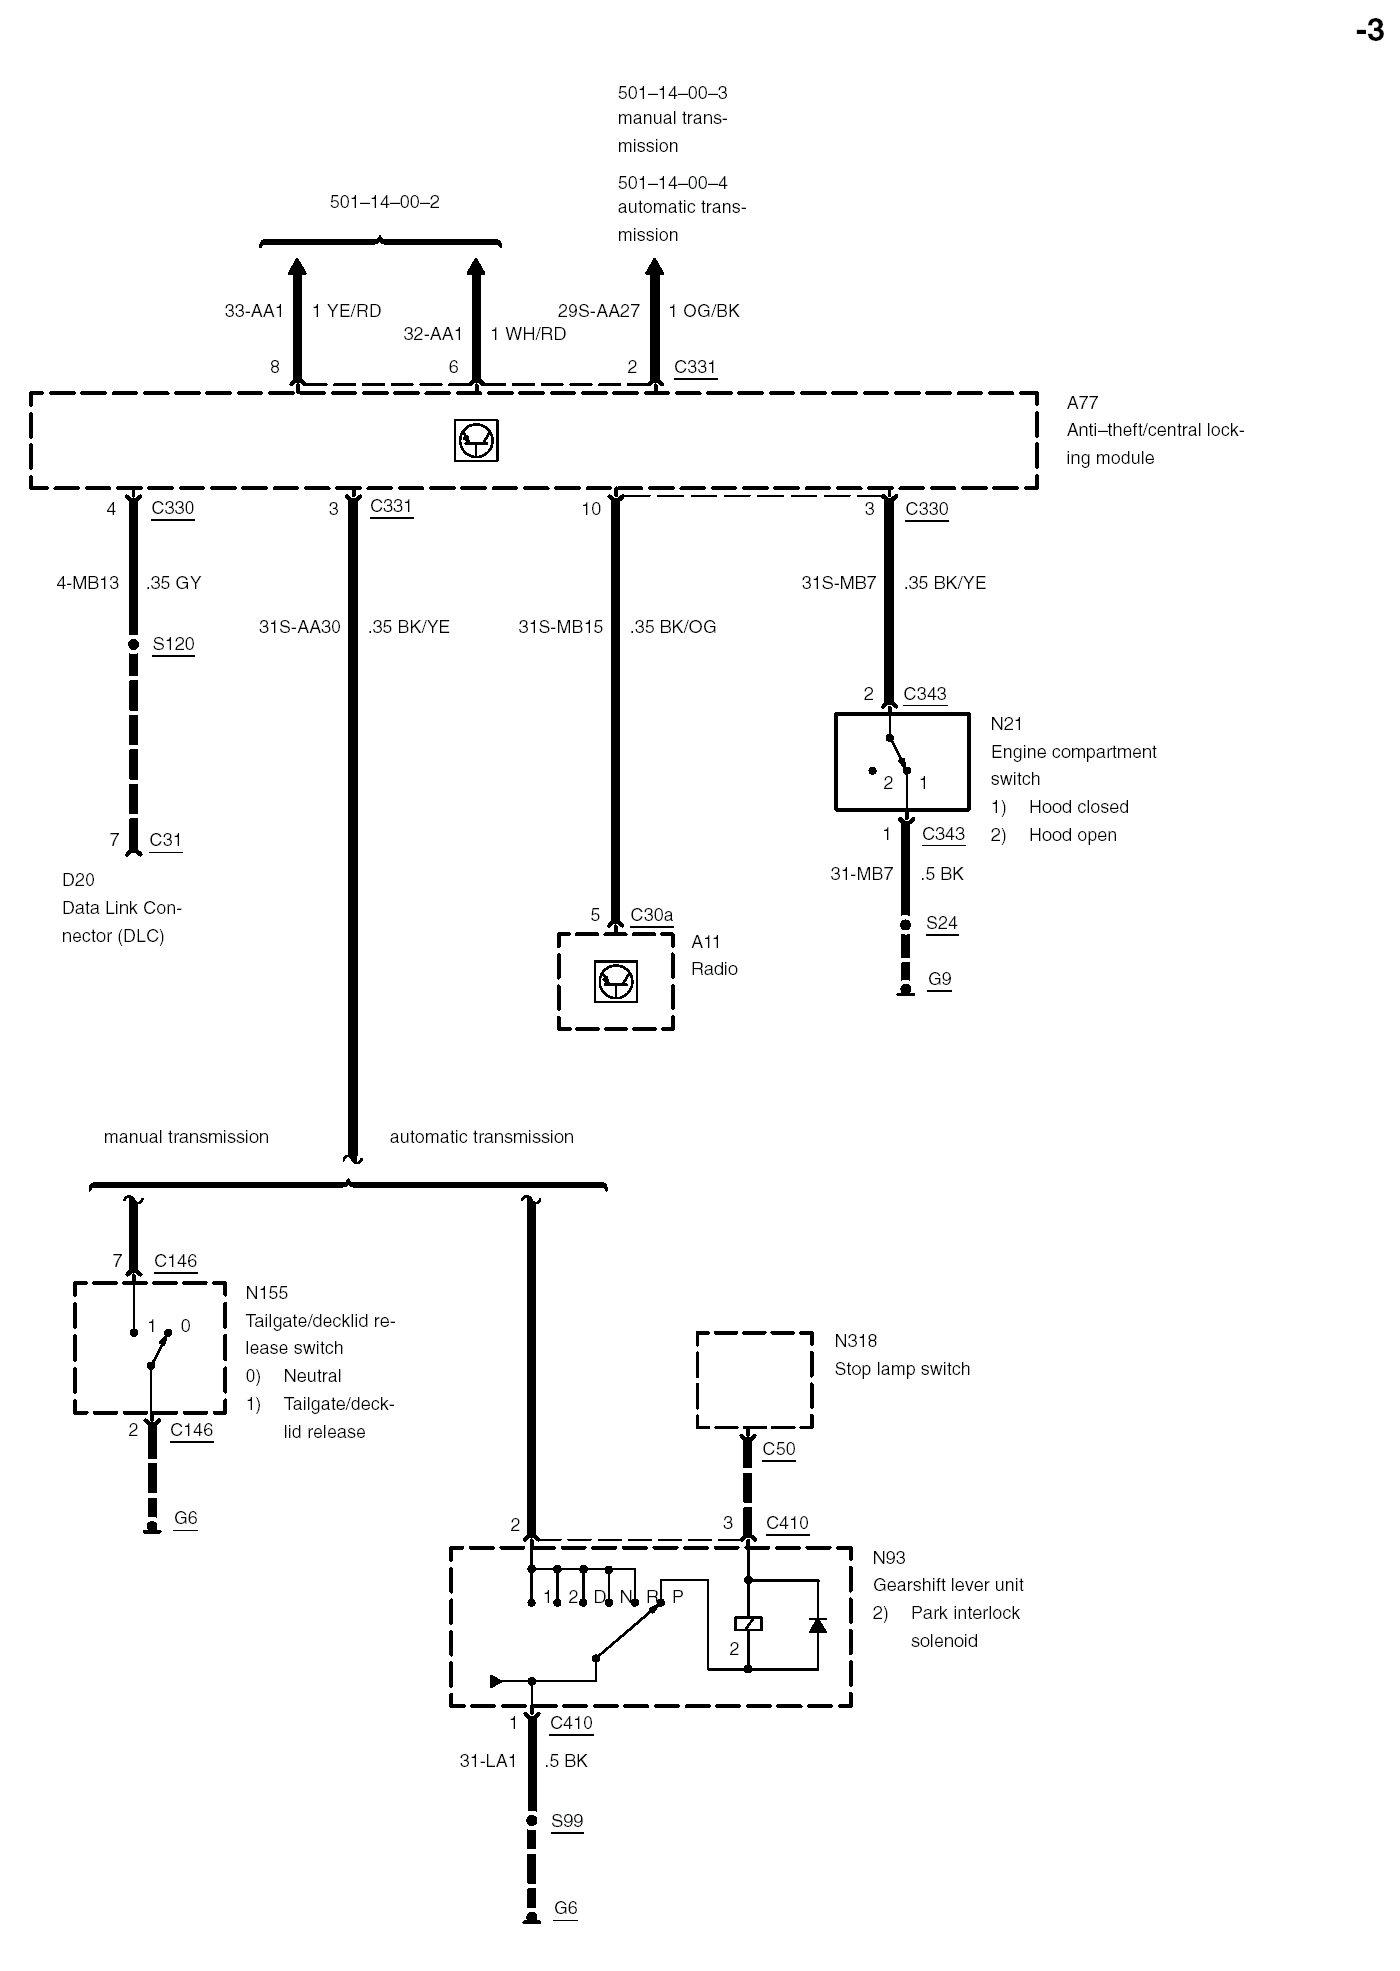 -3
501–14–00–3
manual trans-
mission
501–14–00–4
automatic trans-
mission
501–14–00–2
33-AA1 1 YE/RD
32-AA1 1 WH/RD
29S-AA27 1 OG/BK
8 6 2 C331
A77
Anti–theft/central lock-
ing module
4 C330 3 C331 10 3 C330
4-MB13 .35 GY
31S-MB7 .35 BK/YE
31S-AA30 .35 BK/YE
31S-MB15 .35 BK/OG
S120
2 C343
N21
Engine compartment
switch
1) Hood closed
2) Hood open
2 1
1 C343
7 C31
D20
Data Link Con-
nector (DLC)
31-MB7 .5 BK
S24
G9
5 C30a
A11
Radio
manual transmission
automatic transmission
7 C146
N155
Tailgate/decklid re-
lease switch
0) Neutral
1) Tailgate/deck-
lid release
1 0
2 C146
G6
N318
Stop lamp switch
C50
2 3 C410
N93
Gearshift lever unit
2) Park interlock
solenoid
1 2 D N R P
2
1 C410
31-LA1 .5 BK
S99
G6